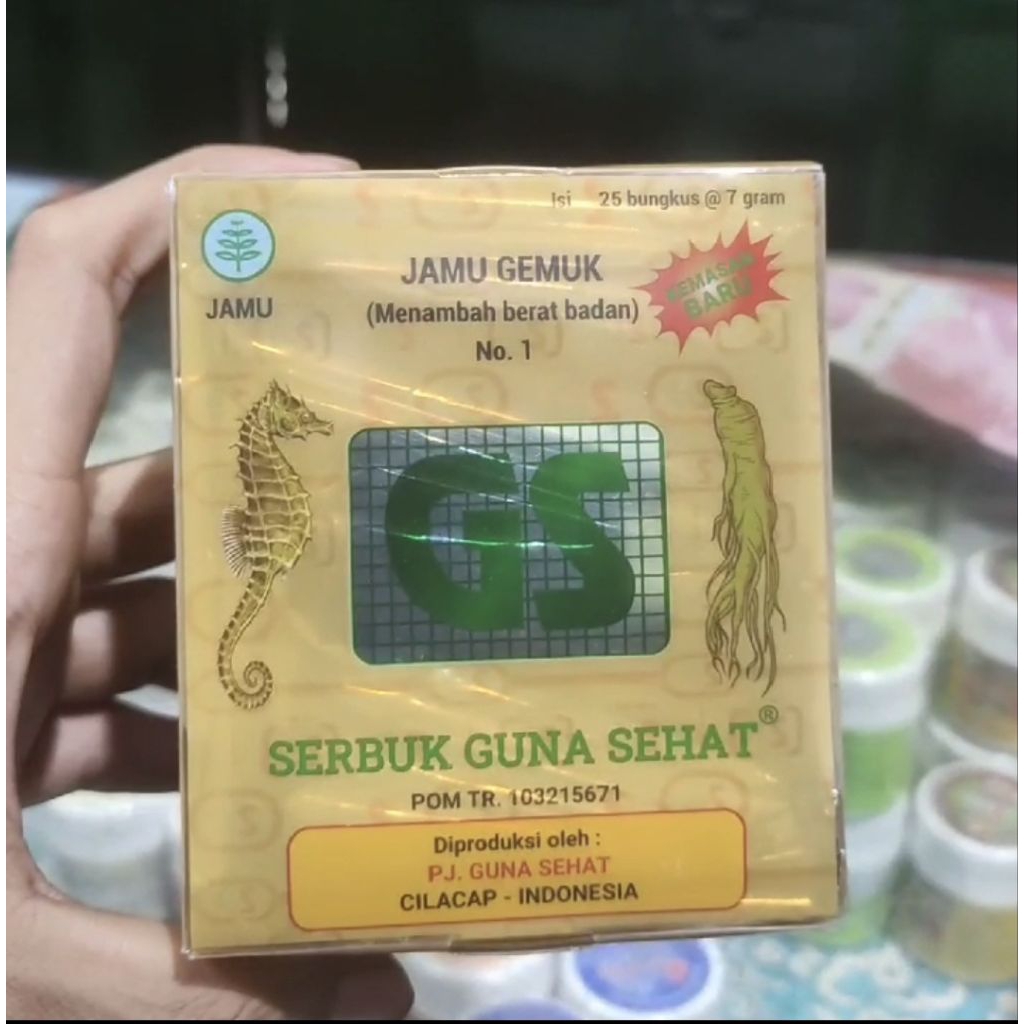 Isi 25 bungkus @ 7 gram
JAMU
JAMU GEMUK
(Menambah berat badan)
No. 1
KEMASAN
BARU
GS
SERBUK GUNA SEHAT®
POM TR. 103215671
Diproduksi oleh :
PJ. GUNA SEHAT
CILACAP - INDONESIA